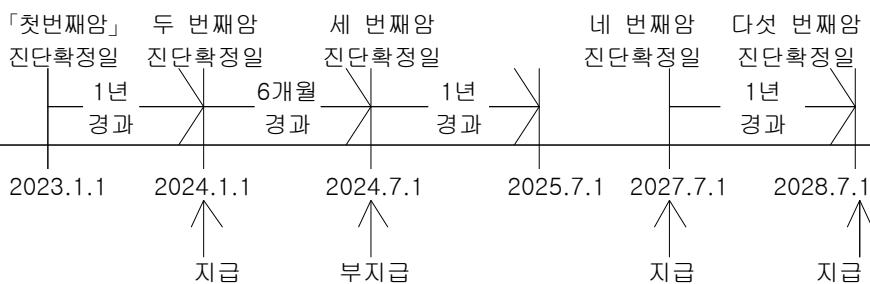 「첫번째암」 두 번째암 세 번째암 네 번째암 다섯 번째암
진단확정일 진단확정일 진단확정일 진단확정일 진단확정일
1년 6개월 1년 1년
경과 경과 경과 경과
2023.1.1 2024.1.1 2024.7.1 2025.7.1 2027.7.1 2028.7.1
지급 부지급 지급 지급